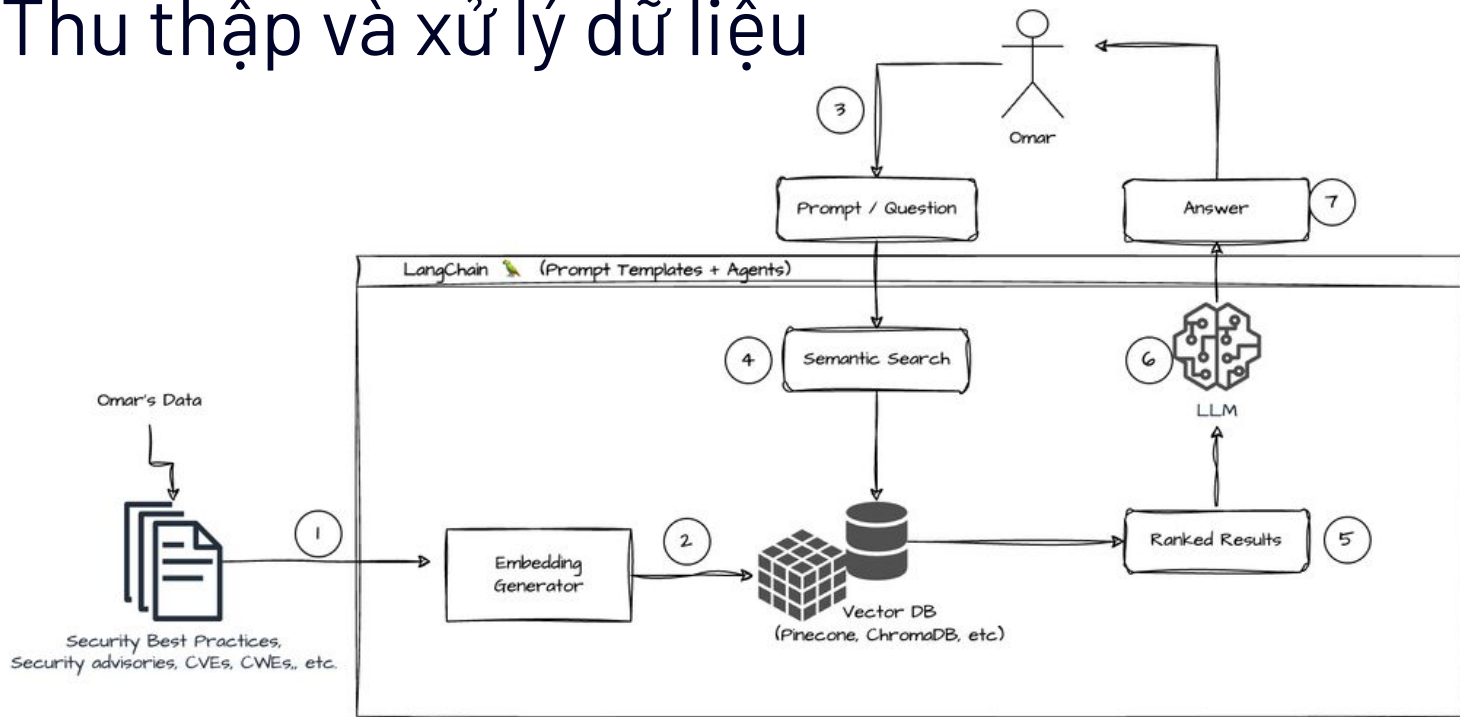 Thu thập và xử lý dữ liệu
Omar
3
Prompt / Question
Answer
7
LangChain 🦜 (Prompt Templates + Agents)
4
Semantic Search
6
LLM
Omar's Data
1
Embedding
Generator
2
Vector DB
(Pinecone, ChromaDB, etc)
Ranked Results
5
Security Best Practices,
Security advisories, CVEs, CWEs,, etc.